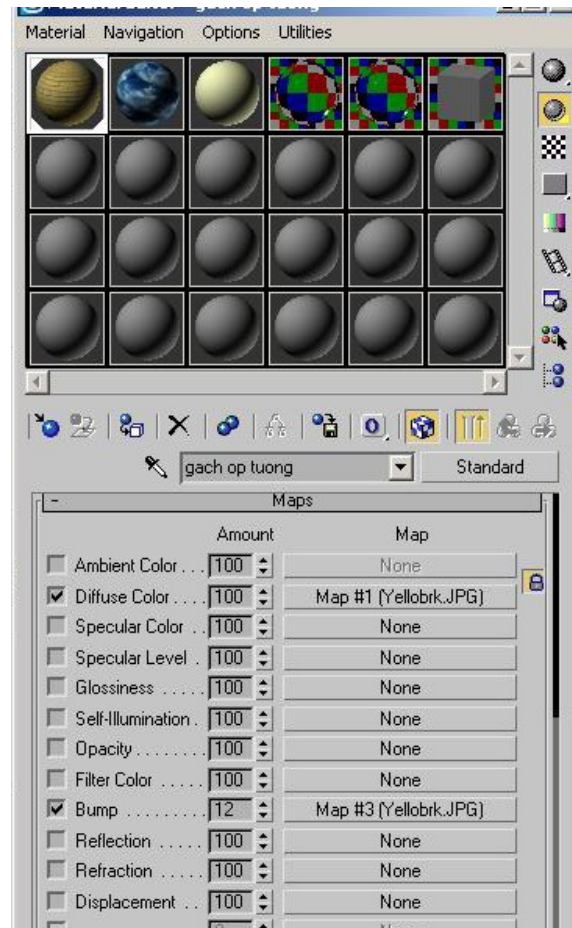 gach op tuong
Material Navigation Options Utilities
gach op tuong Standard
- Maps
Amount Map
Ambient Color . . . 100 None
Diffuse Color . . . . 100 Map #1 (Yellobrk.JPG)
Specular Color . . 100 None
Specular Level . 100 None
Glossiness . . . . . 100 None
Self-Illumination . 100 None
Opacity . . . . . . . . 100 None
Filter Color . . . . . 100 None
Bump . . . . . . . . . 12 Map #3 (Yellobrk.JPG)
Reflection . . . . . 100 None
Refraction . . . . . 100 None
Displacement . . 100 None